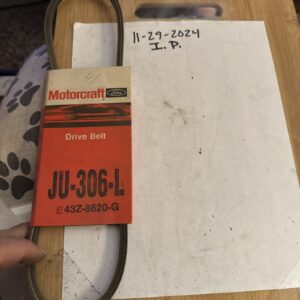 11-29-2024
I.P.
Motorcraft
Ford
Drive Belt
JU-306-L
E43Z-8620-G